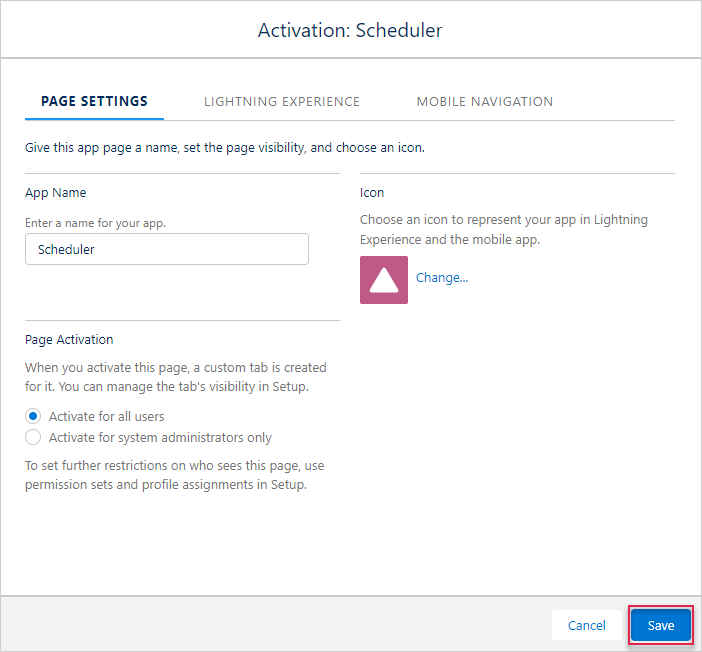 Activation: Scheduler
PAGE SETTINGS
LIGHTNING EXPERIENCE
MOBILE NAVIGATION
Give this app page a name, set the page visibility, and choose an icon.
App Name
Enter a name for your app.
Scheduler
Icon
Choose an icon to represent your app in Lightning
Experience and the mobile app.
Change...
Page Activation
When you activate this page, a custom tab is created
for it. You can manage the tab's visibility in Setup.
Activate for all users
Activate for system administrators only
To set further restrictions on who sees this page, use
permission sets and profile assignments in Setup.
Cancel
Save